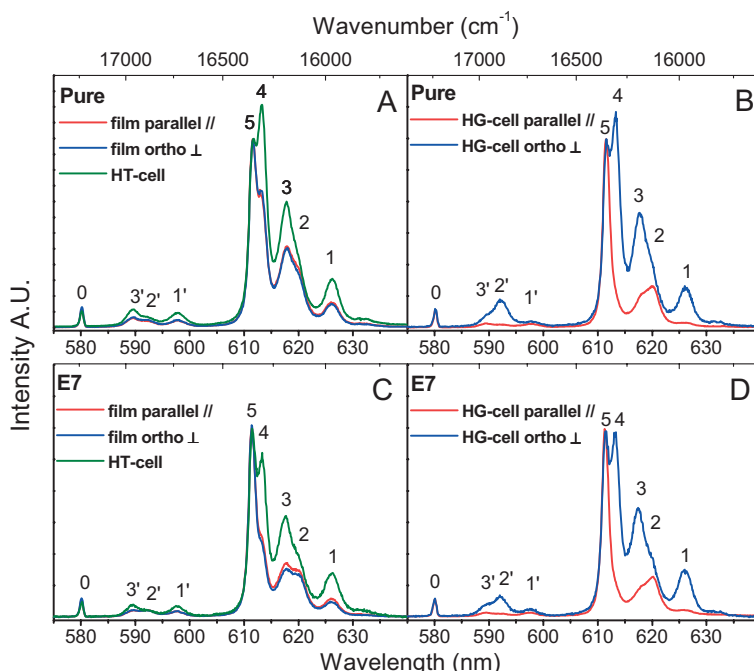 Wavenumber (cm⁻¹)
17000 16500 16000 17000 16500 16000
Pure A
film parallel //
film ortho ⊥
HT-cell
0 3' 2' 1' 5 4 3 2 1
580 590 600 610 620 630
Pure B
HG-cell parallel //
HG-cell ortho ⊥
0 3' 2' 1' 5 4 3 2 1
580 590 600 610 620 630
Intensity A.U.
E7 C
film parallel //
film ortho ⊥
HT-cell
0 3' 2' 1' 5 4 3 2 1
580 590 600 610 620 630
E7 D
HG-cell parallel //
HG-cell ortho ⊥
0 3' 2' 1' 5 4 3 2 1
580 590 600 610 620 630
Wavelength (nm)